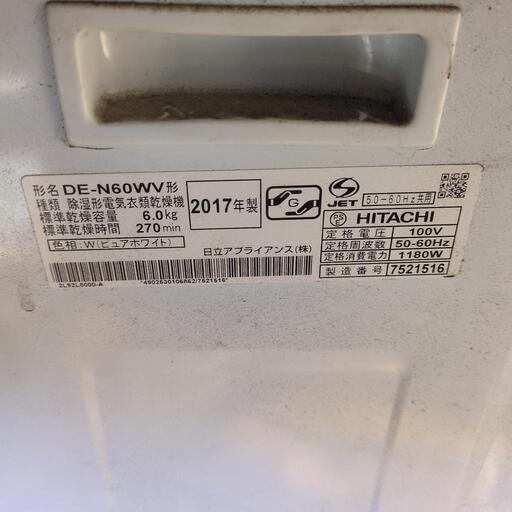 形名 DE-N60WV形
種類 除湿形電気衣類乾燥機
標準乾燥容量 6.0kg
標準乾燥時間 270min
色相:W(ピュアホワイト)
2017年製
G
日立アプライアンス(株)
2L92L8000-A
*4902530106862/7521516*
S JET
50-60Hz共用
PSE HITACHI
定格電圧 100V
定格周波数 50-60Hz
定格消費電力 1180W
製造番号 7521516